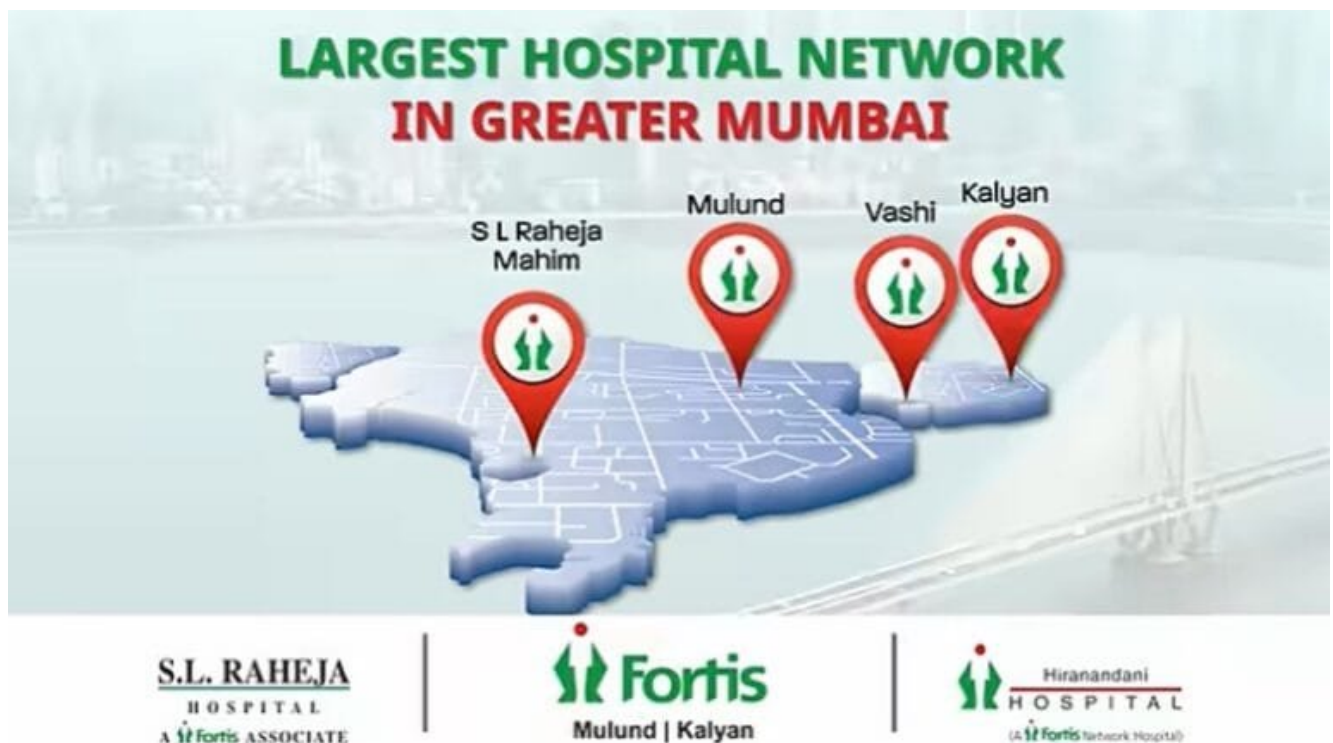 LARGEST HOSPITAL NETWORK
IN GREATER MUMBAI
S L Raheja
Mahim
Mulund
Vashi
Kalyan
S.L. RAHEJA
HOSPITAL
A Fortis ASSOCIATE
Fortis
Mulund | Kalyan
Hiranandani
HOSPITAL
(A Fortis Network Hospital)